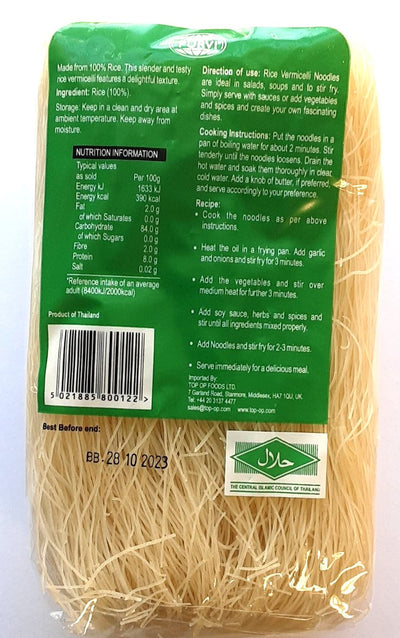 TOP OP
Made from 100% Rice. This slender and testy
rice vermicelli features a delightful texture.
Ingredient: Rice (100%).
Storage: Keep in a clean and dry area at
ambient temperature. Keep away from
moisture.
NUTRITION INFORMATION
Typical values
as sold Per 100g
Energy kJ 1633 kJ
Energy kcal 390 kcal
Fat 2.0 g
of which Saturates 0.0 g
Carbohydrate 84.0 g
of which Sugars 0.0 g
Fibre 2.0 g
Protein 8.0 g
Salt 0.02 g
*Reference intake of an average
adult (8400kJ/2000kcal)
Product of Thailand
5 021885 800122 >
Best Before end:
BB. 28 10 2023
Direction of use: Rice Vermicelli Noodles
are ideal in salads, soups and to stir fry.
Simply serve with sauces or add vegetables
and spices and create your own fascinating
dishes.
Cooking Instructions: Put the noodles in a
pan of boiling water for about 2 minutes. Stir
tenderly until the noodles loosens. Drain the
hot water and soak them thorougly in clear,
cold water. Add a knob of butter, if preferred,
and serve accordingly to your preference.
Recipe:
• Cook the noodles as per above
instructions.
• Heat the oil in a frying pan. Add garlic
and onions and stir fry for 3 minutes.
• Add the vegetables and stir over
medium heat for further 3 minutes.
• Add soy sauce, herbs and spices and
stir until all ingredients mixed properly.
• Add Noodles and stir fry for 2-3 minutes.
• Serve immediately for a delicious meal.
Imported By:
TOP OP FOODS LTD.
7 Garland Road, Stanmore, Middlesex, HA7 1QU, UK.
Tel: +44 20 3137 4477
sales@top-op.com www.top-op.com
حلال
THE CENTRAL ISLAMIC COUNCIL OF THAILAND